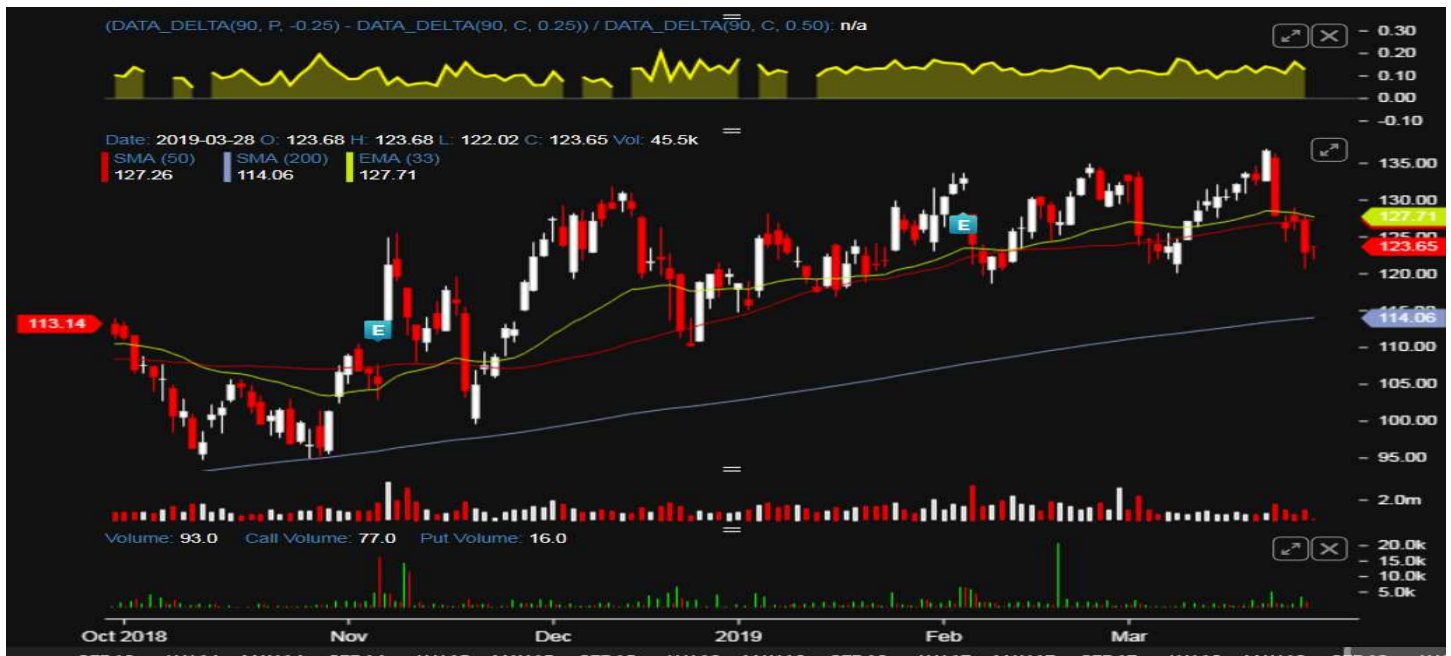 (DATA_DELTA(90, P, -0.25) - DATA_DELTA(90, C, 0.25)) / DATA_DELTA(90, C, 0.50): n/a
0.30
0.20
0.10
0.00
-0.10
Date: 2019-03-28 O: 123.68 H: 123.68 L: 122.02 C: 123.65 Vol: 45.5k
SMA (50) SMA (200) EMA (33)
127.26 114.06 127.71
135.00
130.00
127.71
125.00
123.65
120.00
E
E
113.14
115.00
114.06
110.00
105.00
100.00
95.00
2.0m
Volume: 93.0 Call Volume: 77.0 Put Volume: 16.0
20.0k
15.0k
10.0k
5.0k
Oct 2018 Nov Dec 2019 Feb Mar